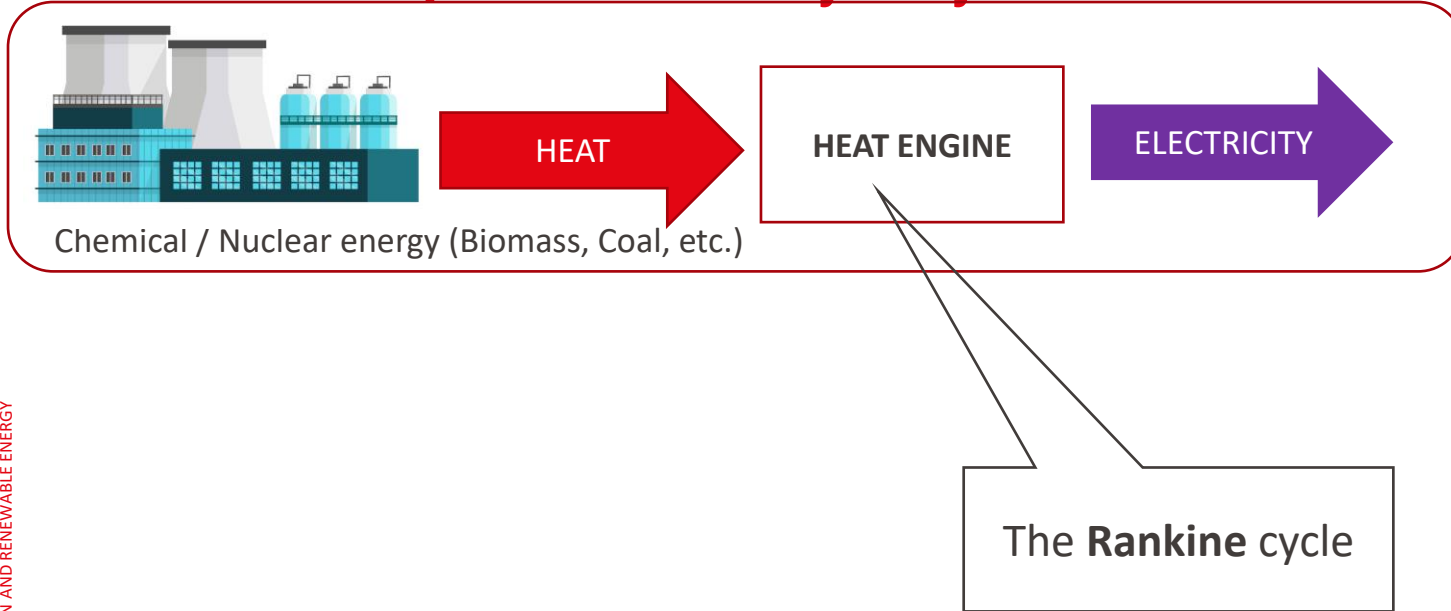 HEAT
HEAT ENGINE
ELECTRICITY
Chemical / Nuclear energy (Biomass, Coal, etc.)
AND RENEWABLE ENERGY
The Rankine cycle